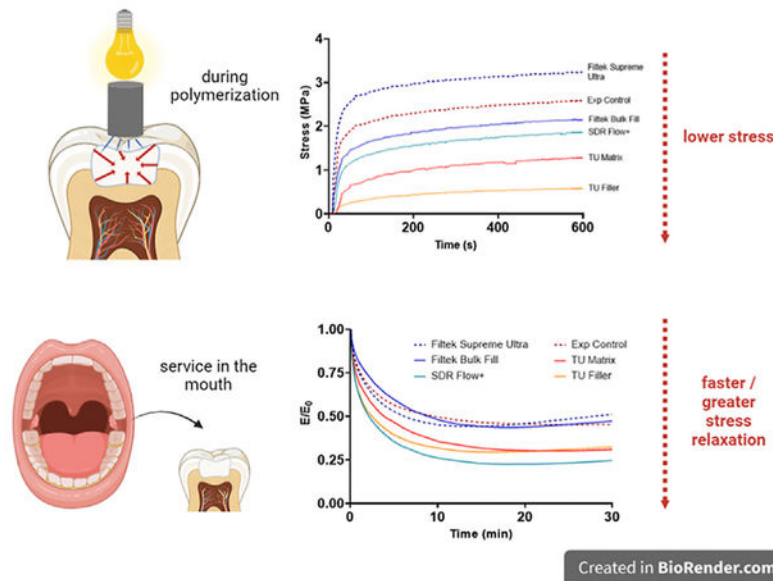 during
polymerization
Stress (MPa)
4
3
2
1
0
0
200
400
600
Time (s)
Filtek Supreme
Ultra
Exp Control
Filtek Bulk Fill
SDR Flow+
TU Matrix
TU Filler
lower stress
service in the
mouth
E/E0
1.00
0.75
0.50
0.25
0.00
0
10
20
30
Time (min)
Filtek Supreme Ultra
Exp Control
Filtek Bulk Fill
TU Matrix
SDR Flow+
TU Filler
faster /
greater
stress
relaxation
Created in BioRender.com